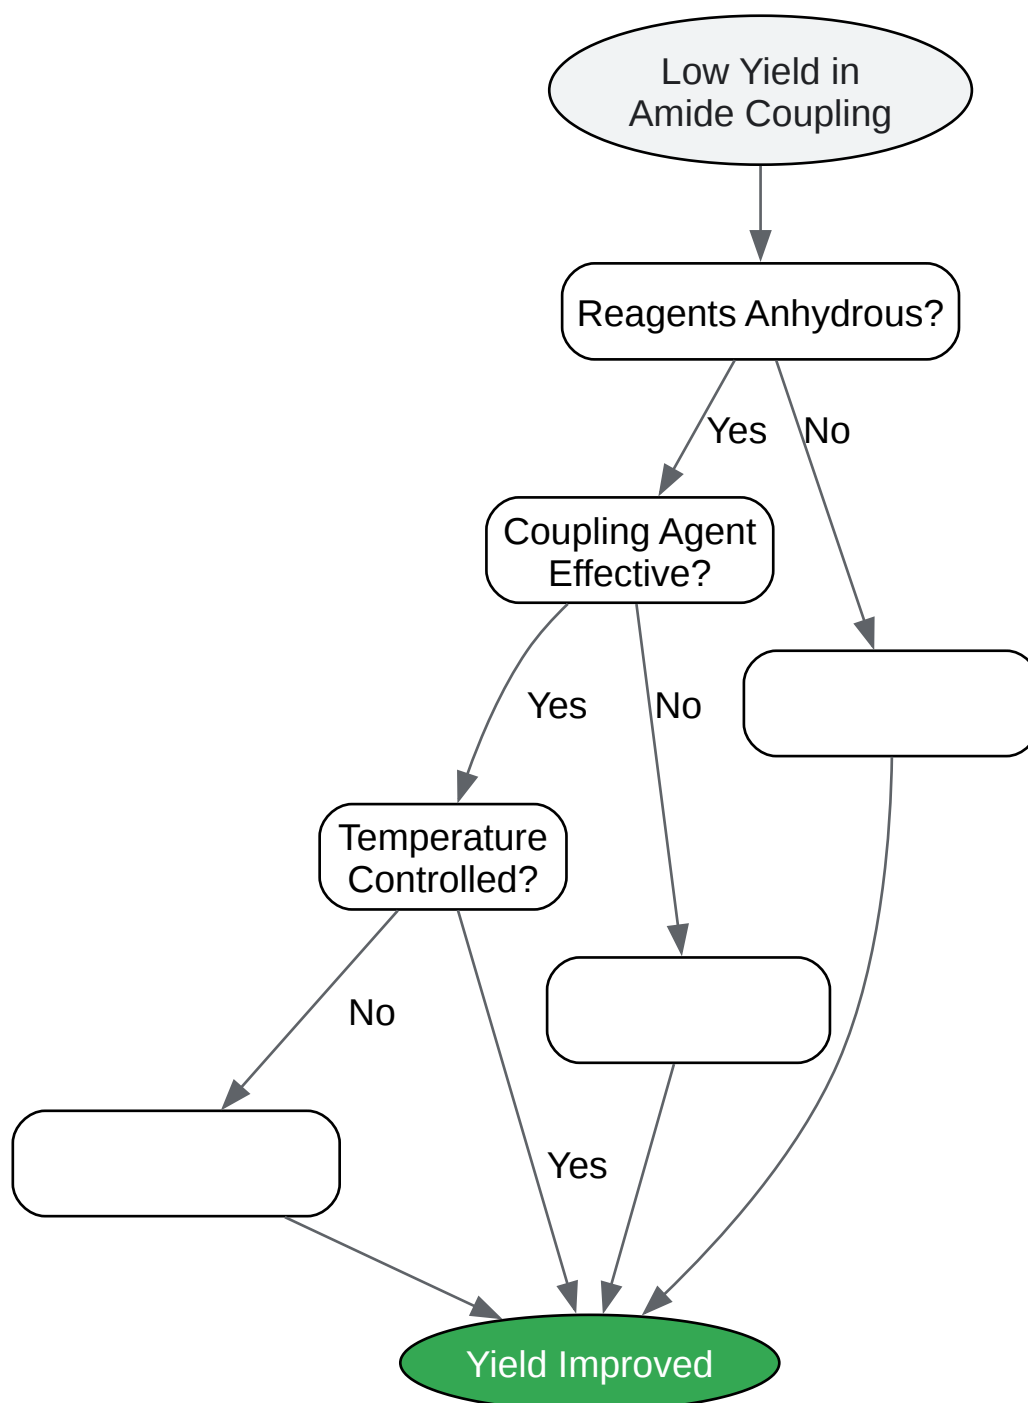 Low Yield in
Amide Coupling
Reagents Anhydrous?
Yes
No
Coupling Agent
Effective?
Yes
No
Temperature
Controlled?
No
Yes
Yield Improved